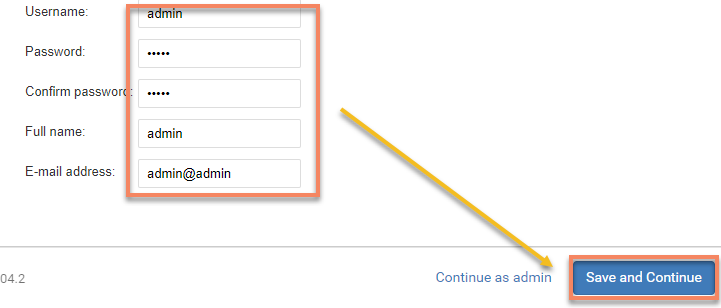 Username: admin
Password: •••••
Confirm password: •••••
Full name: admin
E-mail address: admin@admin
04.2 Continue as admin Save and Continue